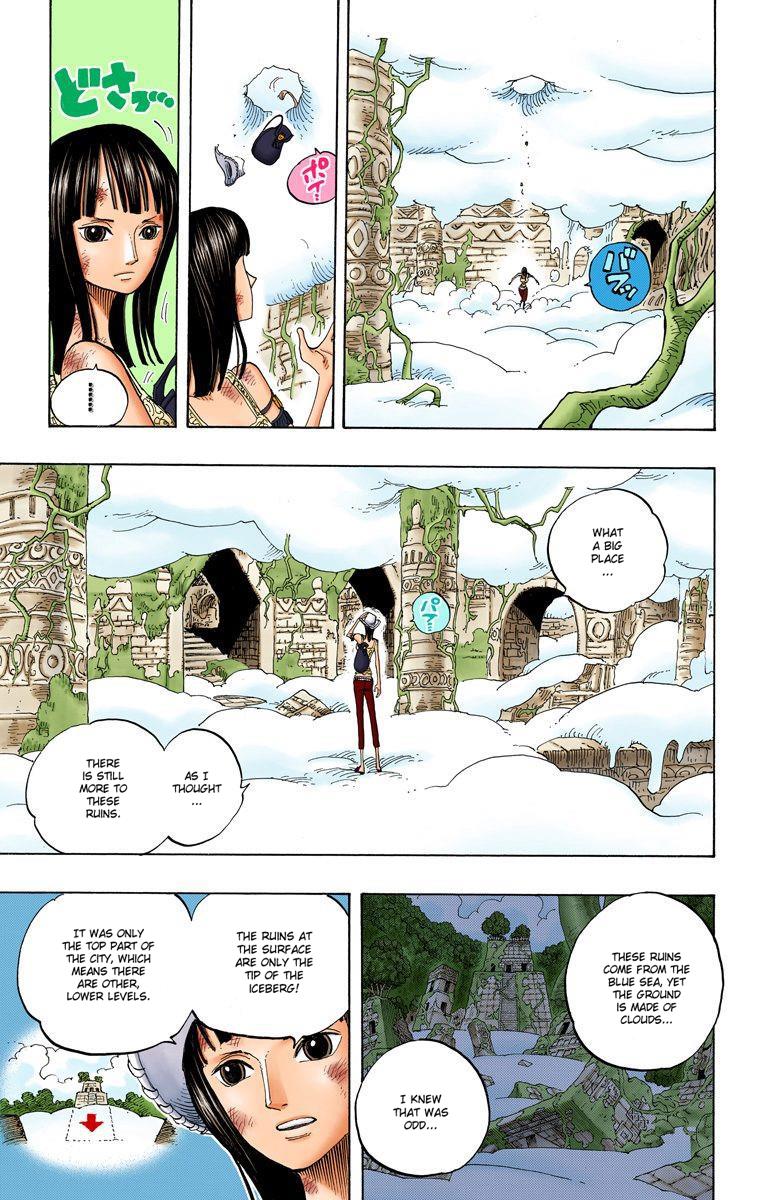 バフッ
ポイ!!
どさっ…
......
WHAT
A BIG
PLACE
...
パマ…
AS I
THOUGHT
...
THERE
IS STILL
MORE TO
THESE
RUINS.
THESE RUINS
COME FROM THE
BLUE SEA, YET
THE GROUND
IS MADE OF
CLOUDS...
I KNEW
THAT WAS
ODD...
THE RUINS AT
THE SURFACE
ARE ONLY THE
TIP OF THE
ICEBERG!
IT WAS ONLY
THE TOP PART OF
THE CITY, WHICH
MEANS THERE
ARE OTHER,
LOWER LEVELS.